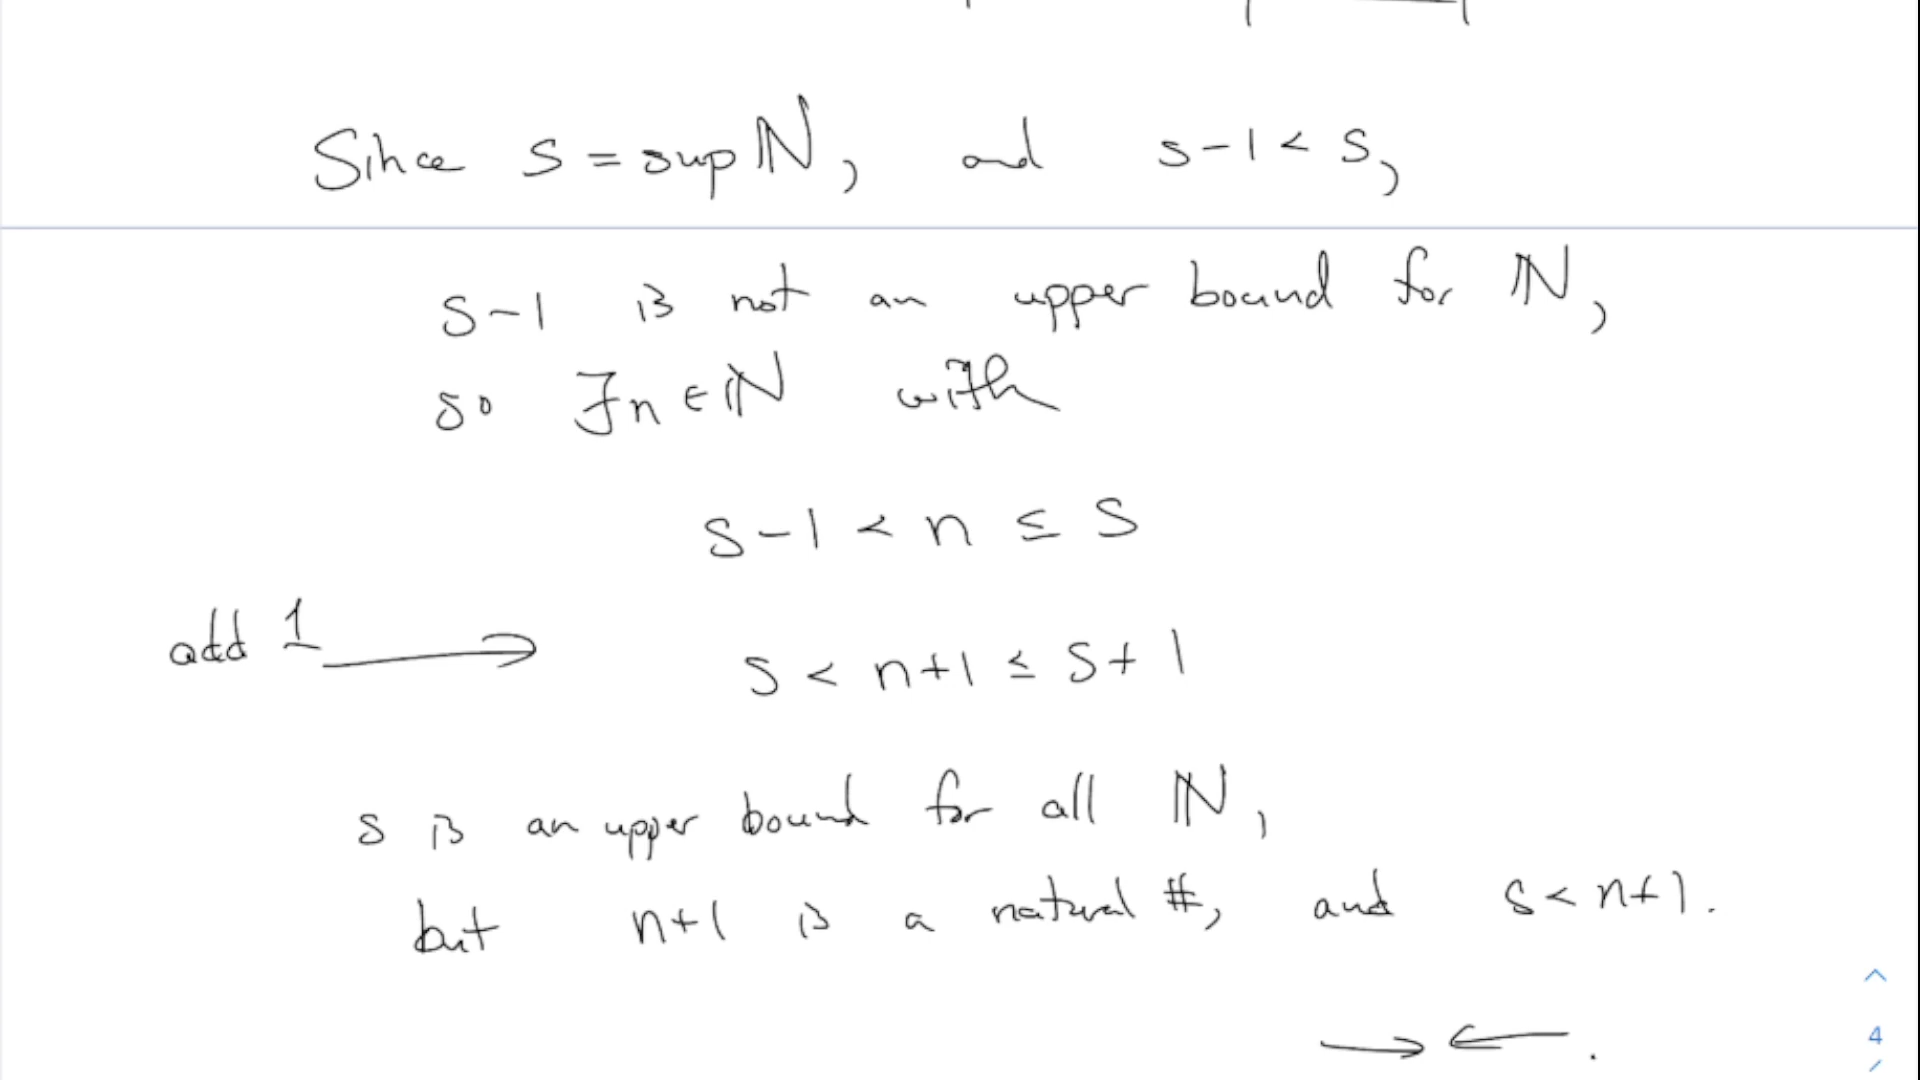 Since s = sup ℕ, and s-1 < s,
s-1 is not an upper bound for ℕ,
so ∃n∈ℕ with
s-1 < n ≤ s
add 1 → s < n+1 ≤ s+1
s is an upper bound for all ℕ,
but n+1 is a natural #, and s < n+1.
→←.
4